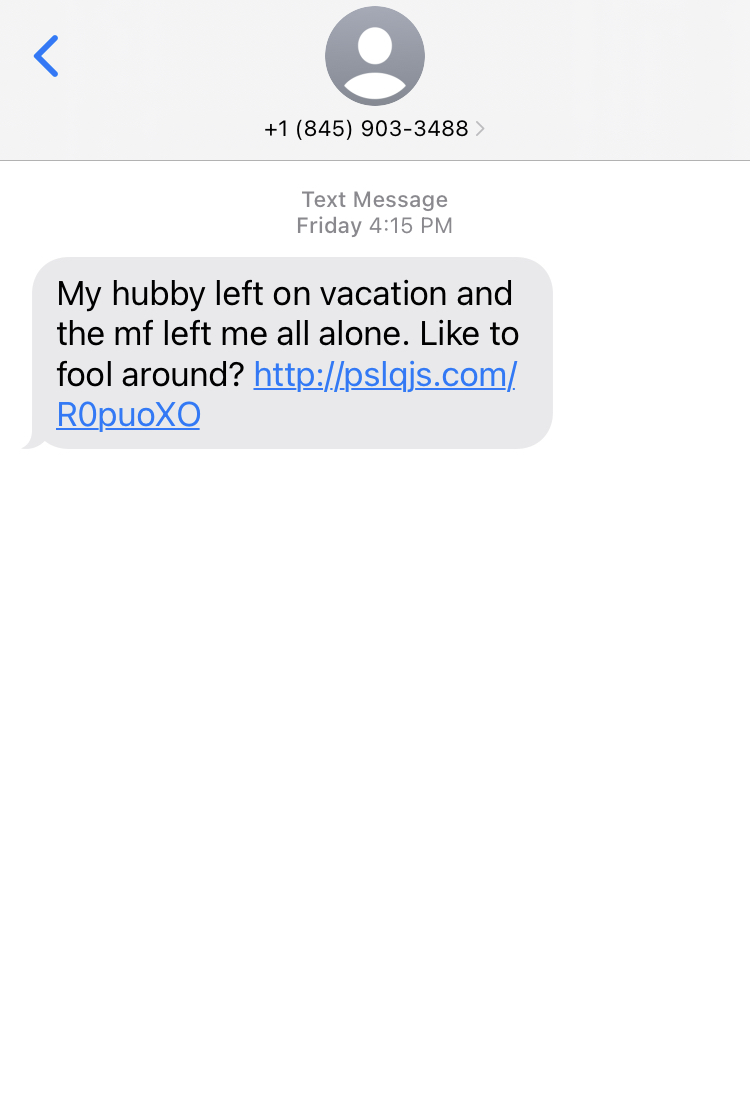 +1 (845) 903-3488
Text Message
Friday 4:15 PM
My hubby left on vacation and
the mf left me all alone. Like to
fool around? http://pslqjs.com/
R0puoXO